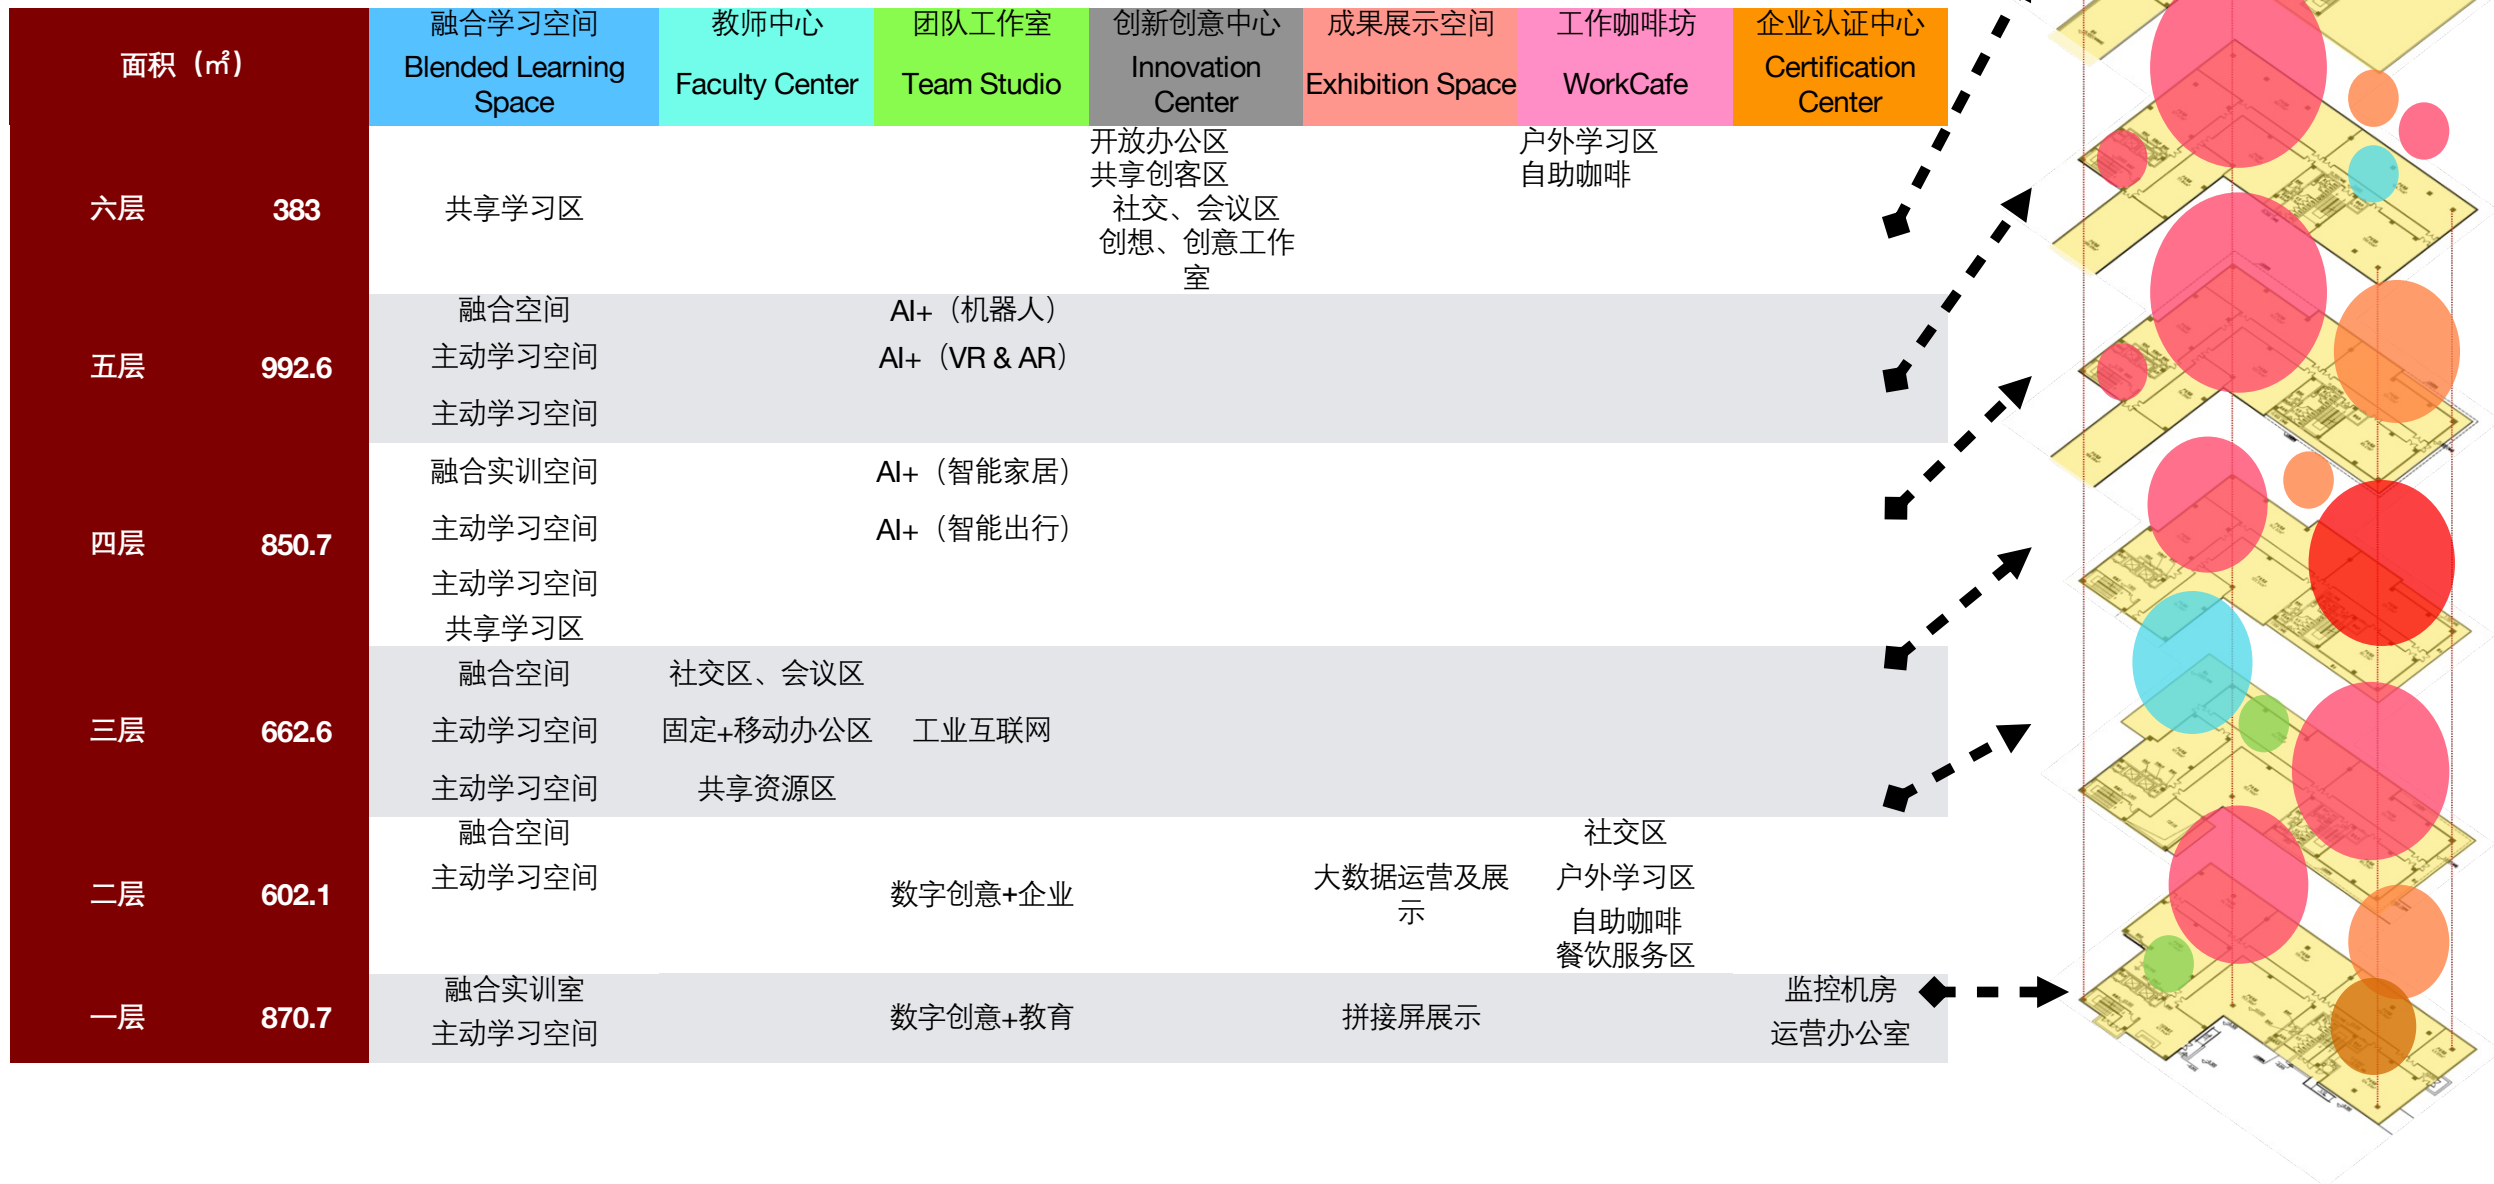 面积（㎡）
融合学习空间
Blended Learning
Space
教师中心
Faculty Center
团队工作室
Team Studio
创新创意中心
Innovation
Center
成果展示空间
Exhibition Space
工作咖啡坊
WorkCafe
企业认证中心
Certification
Center
六层
383
共享学习区
开放办公区
共享创客区
社交、会议区
创想、创意工作
室
户外学习区
自助咖啡
五层
992.6
融合空间
主动学习空间
主动学习空间
AI+（机器人）
AI+（VR & AR）
四层
850.7
融合实训空间
主动学习空间
主动学习空间
共享学习区
AI+（智能家居）
AI+（智能出行）
三层
662.6
融合空间
主动学习空间
主动学习空间
社交区、会议区
固定+移动办公区
共享资源区
工业互联网
二层
602.1
融合空间
主动学习空间
数字创意+企业
大数据运营及展
示
社交区
户外学习区
自助咖啡
餐饮服务区
一层
870.7
融合实训室
主动学习空间
数字创意+教育
拼接屏展示
监控机房
运营办公室